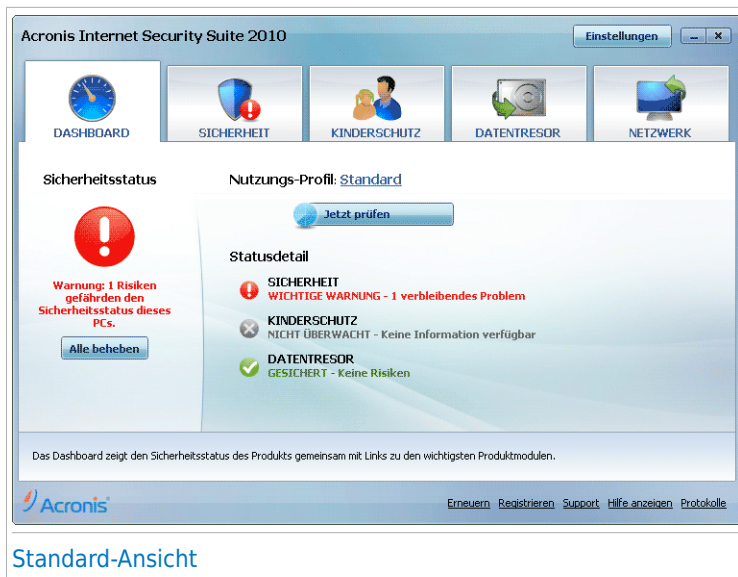 Acronis Internet Security Suite 2010
Einstellungen
DASHBOARD
SICHERHEIT
KINDERSCHUTZ
DATENTRESOR
NETZWERK
Sicherheitsstatus
Nutzungs-Profil: Standard
Jetzt prüfen
Statusdetail
Warnung: 1 Risiken
gefährden den
Sicherheitsstatus dieses
PCs.
Alle beheben
SICHERHEIT
WICHTIGE WARNUNG - 1 verbleibendes Problem
KINDERSCHUTZ
NICHT ÜBERWACHT - Keine Information verfügbar
DATENTRESOR
GESICHERT - Keine Risiken
Das Dashboard zeigt den Sicherheitsstatus des Produkts gemeinsam mit Links zu den wichtigsten Produktmodulen.
Acronis
Erneuern Registrieren Support Hilfe anzeigen Protokolle
Standard-Ansicht